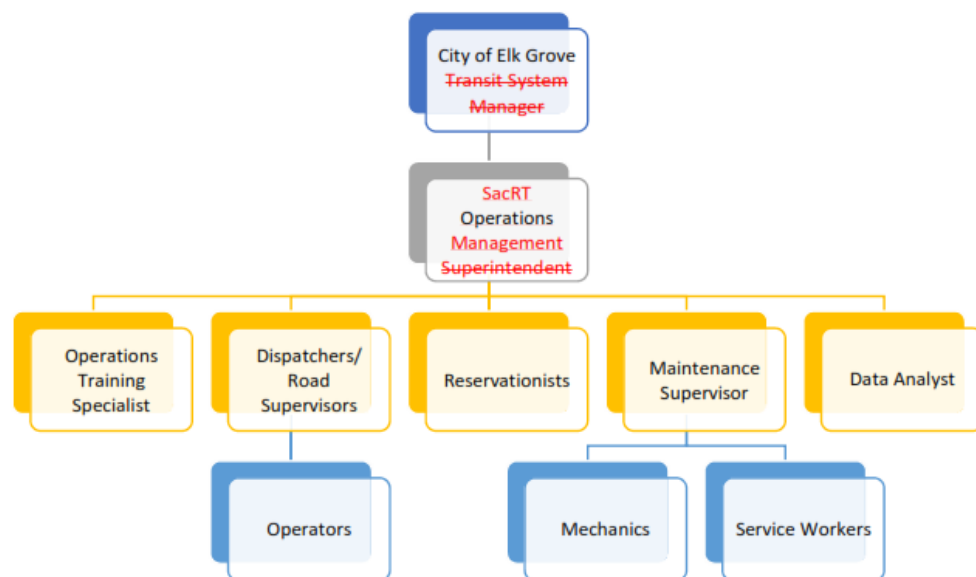 City of Elk Grove
Transit System
Manager
SacRT
Operations
Management
Superintendent
Operations
Training
Specialist
Dispatchers/
Road
Supervisors
Reservationists
Maintenance
Supervisor
Data Analyst
Operators
Mechanics
Service Workers